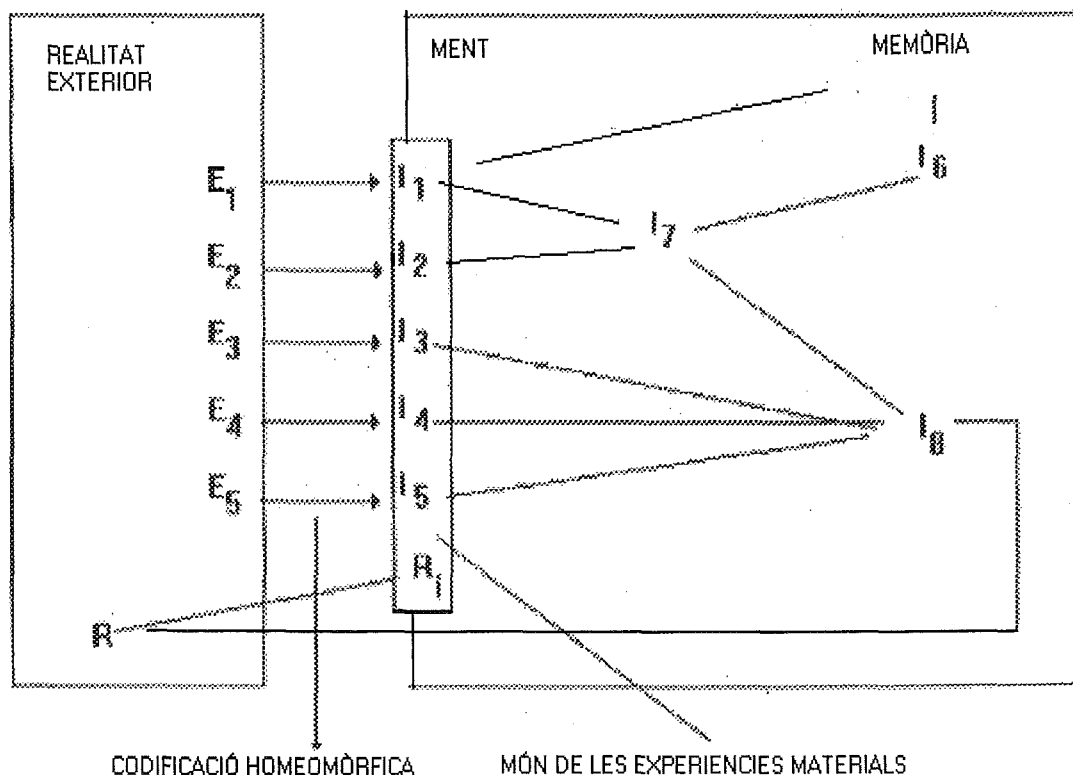 REALITAT
EXTERIOR
MENT
MEMÒRIA
I
I6
E1
I1
I7
E2
I2
E3
I3
E4
I4
I8
E5
I5
Ri
R
CODIFICACIÓ HOMEOMÒRFICA
MÓN DE LES EXPERIENCIES MATERIALS